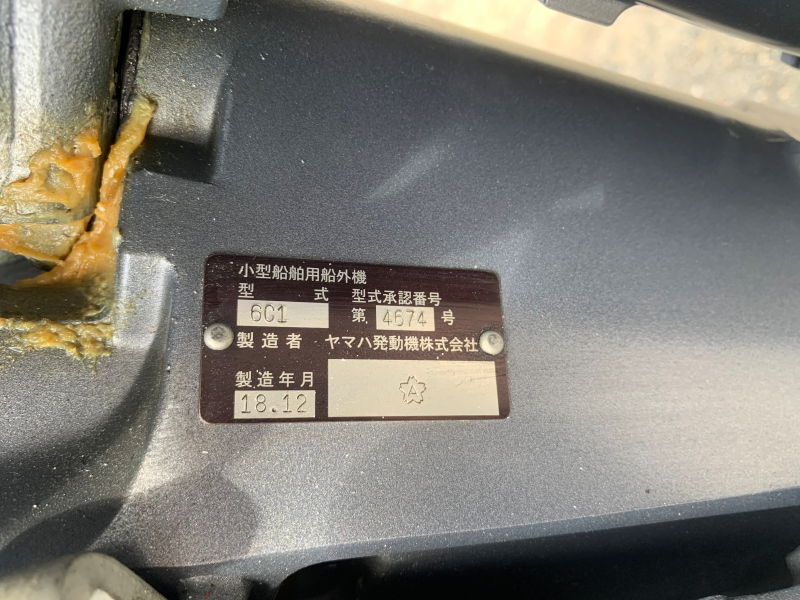 小型船舶用船外機
型 式 型式承認番号
6C1 第 4674 号
製造者 ヤマハ発動機株式会社
製造年月
18.12
A